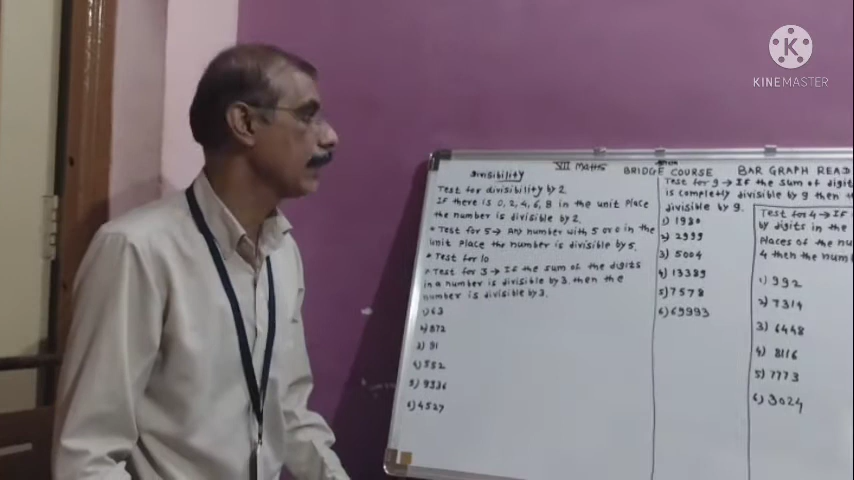 K
KINEMASTER
VII Maths
BRIDGE COURSE
BAR GRAPH READ
Divisibility
Test for divisibility by 2
If there is 0, 2, 4, 6, 8 in the unit place
the number is divisible by 2.
* Test for 5 → Any number with 5 or 0 in the
unit place the number is divisible by 5.
* Test for 10
* Test for 3 → If the sum of the digits
in a number is divisible by 3, then the
number is divisible by 3.
1) 63
2) 872
3) 91
4) 552
5) 9336
6) 4527
Test for 9 → If the sum of digit
is completly divisible by 9 then
divisible by 9.
1) 1980
2) 2999
3) 5004
4) 13389
5) 7578
6) 69993
Test for 4 → If
by digits in the
places of the nu
4 then the numb
1) 992
2) 7314
3) 6448
4) 8116
5) 7773
6) 3024